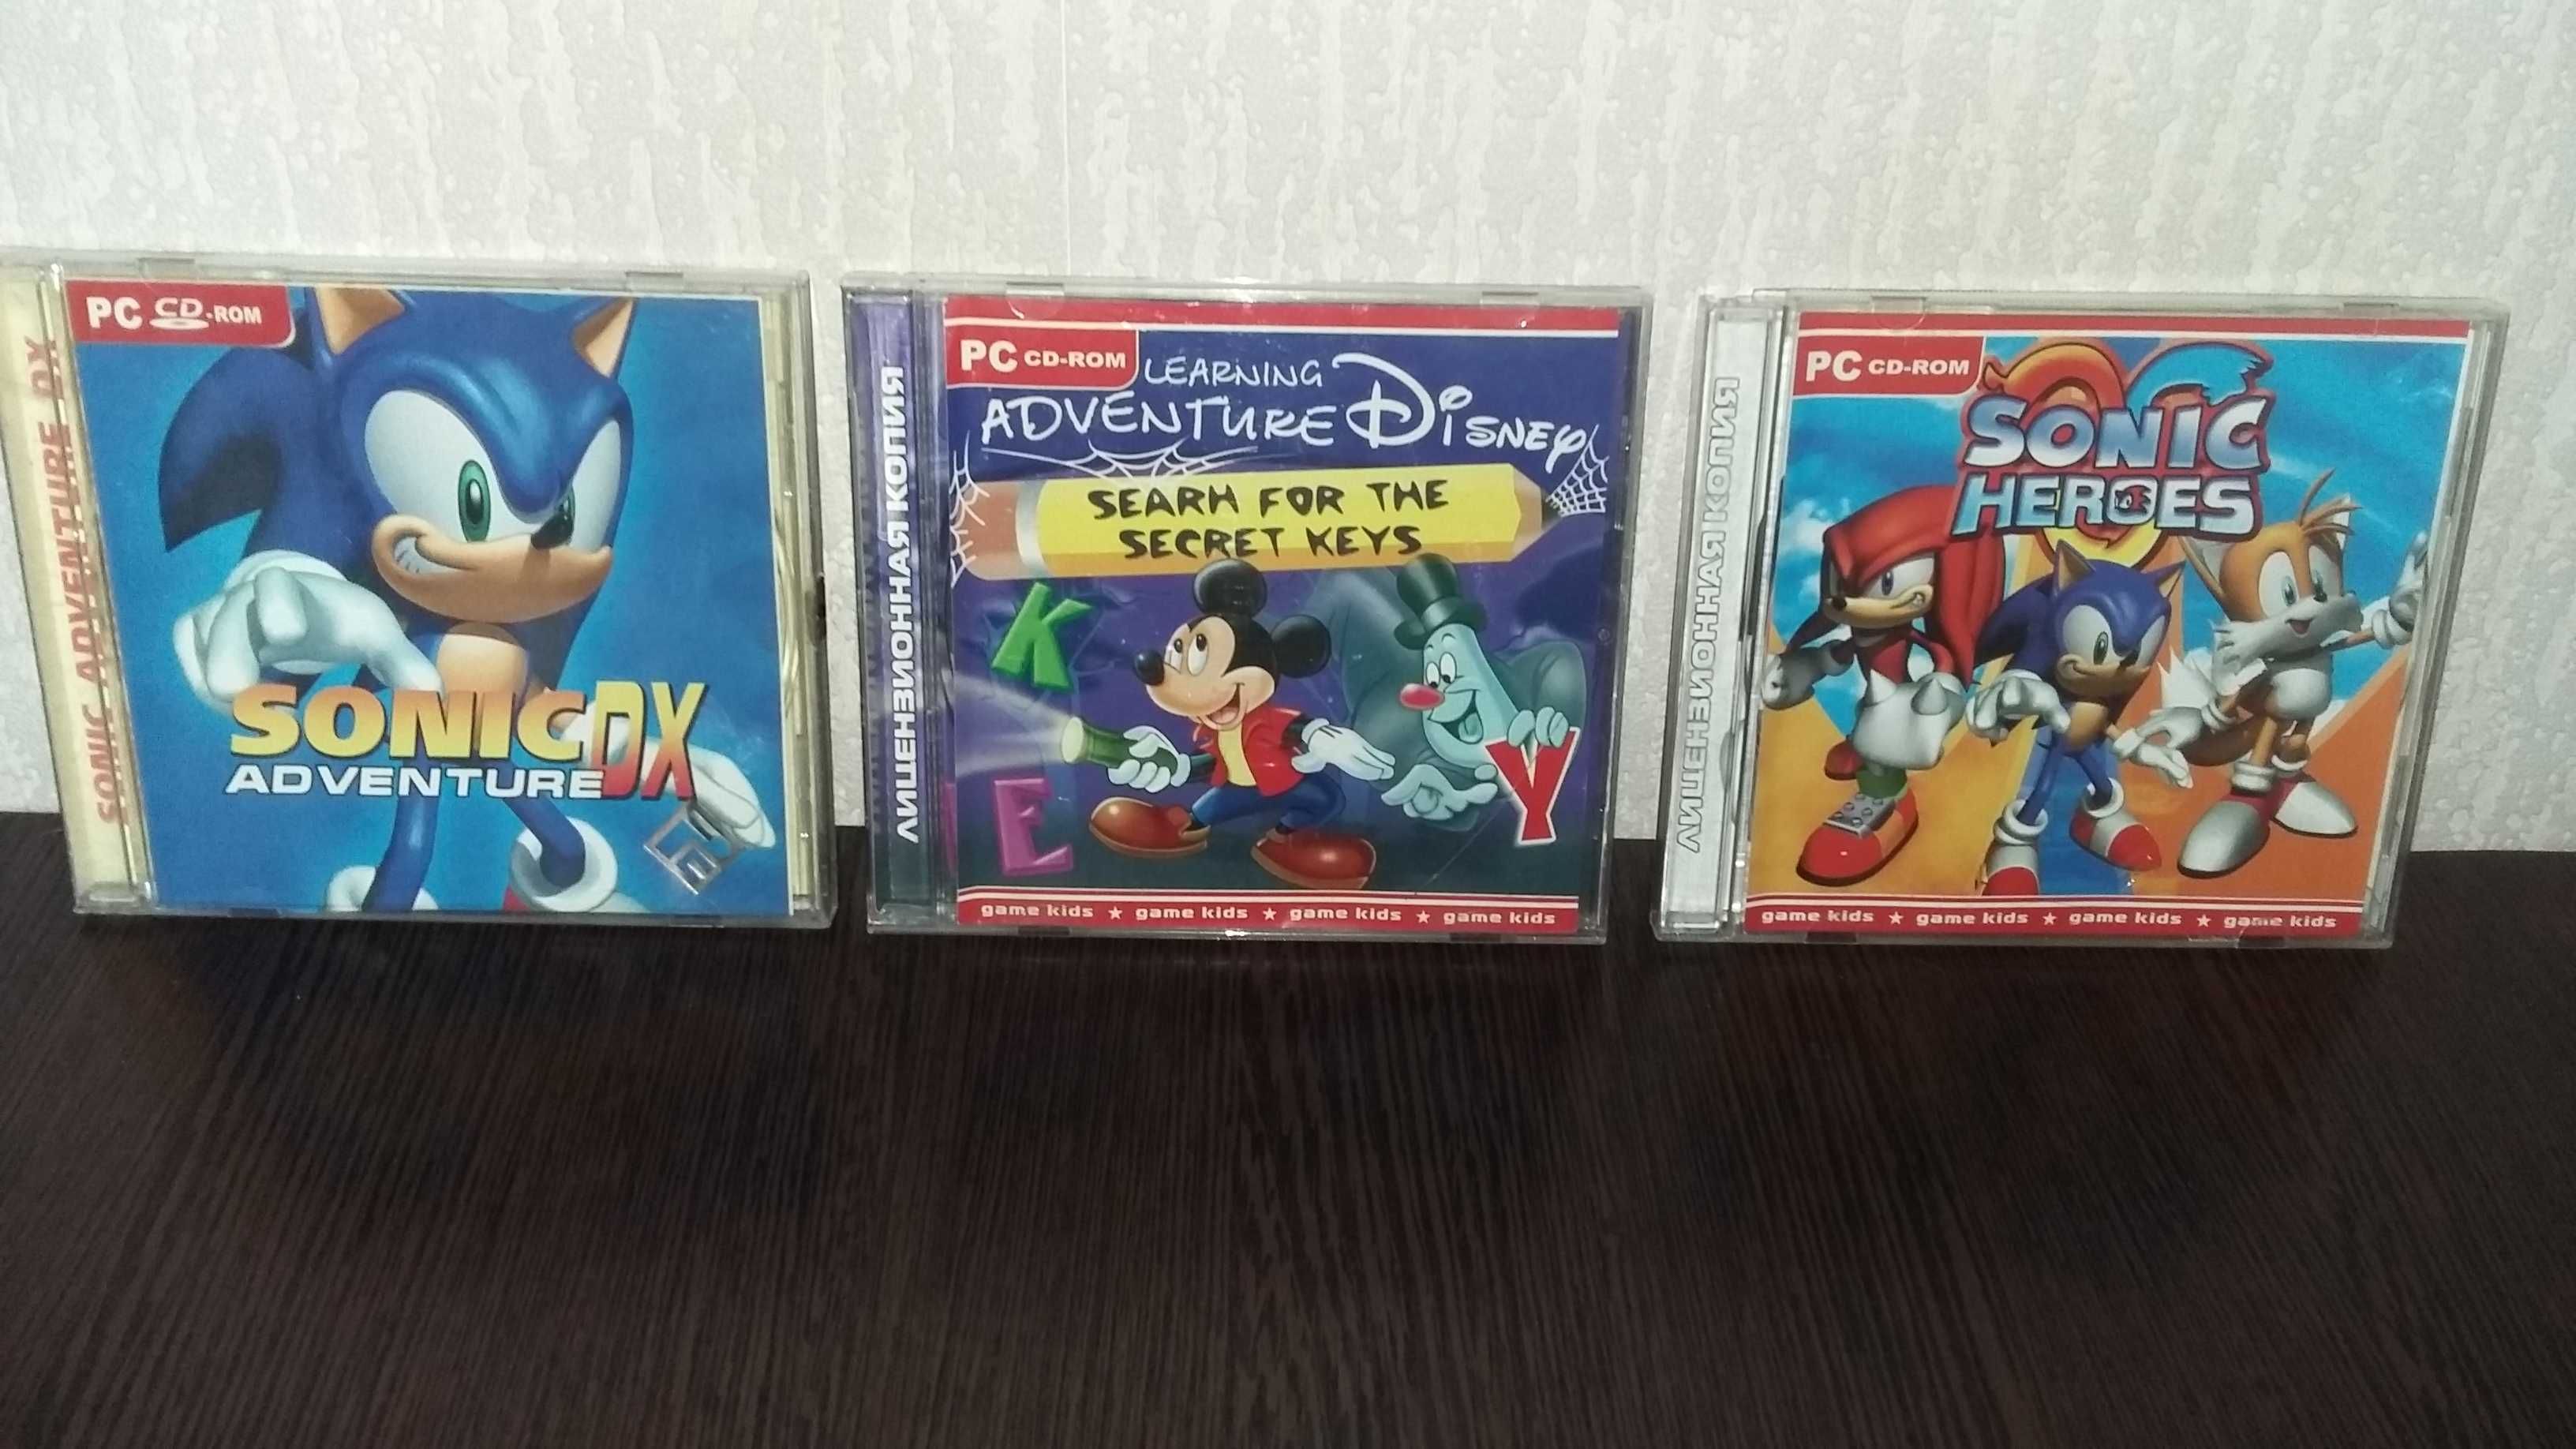 SONIC ADVENTURE DX
PC CD-ROM
SONIC
ADVENTURE DX
ЛИЦЕНЗИОННАЯ КОПИЯ
PC CD-ROM
LEARNING
ADVENTURE Disney
SEARH FOR THE
SECRET KEYS
K
E
Y
game kids ★ game kids ★ game kids ★ game kids
ЛИЦЕНЗИОННАЯ КОПИЯ
PC CD-ROM
SONIC
HEROES
game kids ★ game kids ★ game kids ★ game kids